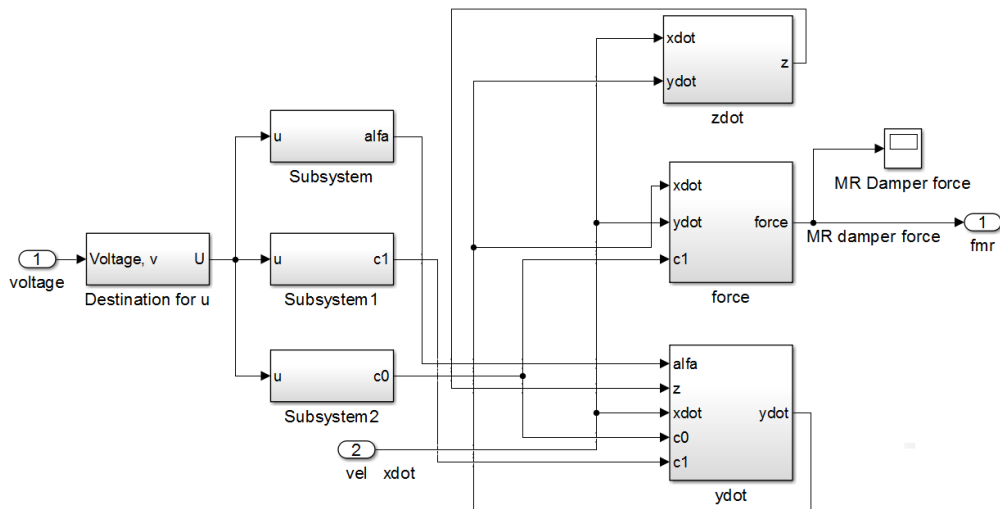 xdot
z
ydot
zdot
u
alfa
Subsystem
MR Damper force
xdot
ydot
force
c1
force
MR damper force
1
fmr
1
voltage
Voltage, v
U
Destination for u
u
c1
Subsystem1
u
c0
Subsystem2
2
vel xdot
alfa
z
xdot
c0
c1
ydot
ydot